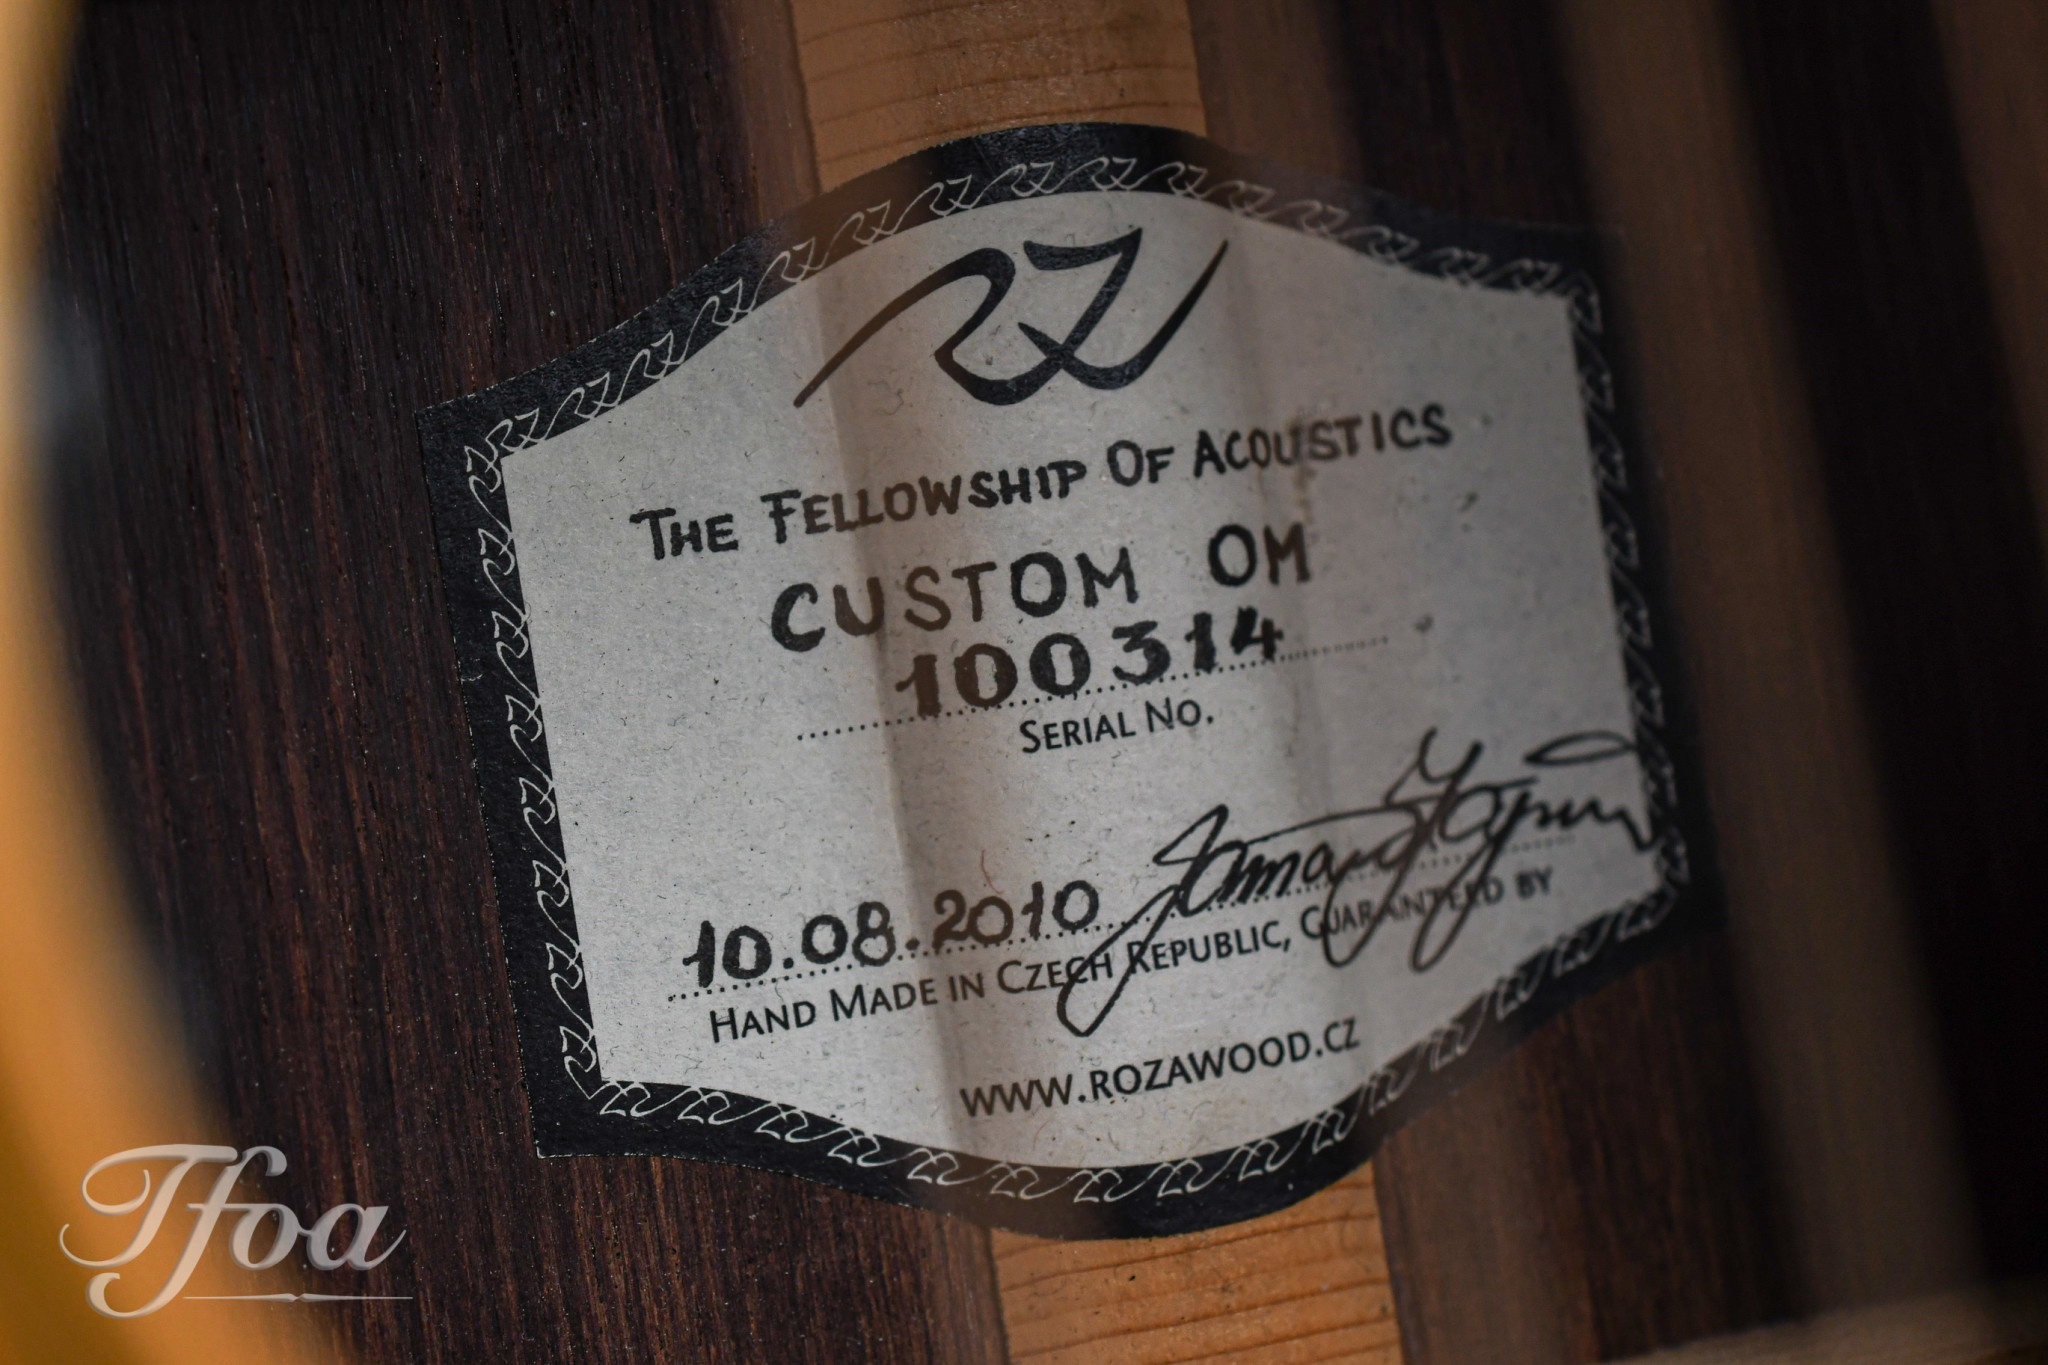 RZ
THE FELLOWSHIP OF ACOUSTICS
CUSTOM OM
100314
SERIAL NO.
10.08.2010
HAND MADE IN CZECH REPUBLIC, GUARANTEED BY
WWW.ROZAWOOD.CZ
Tfoa